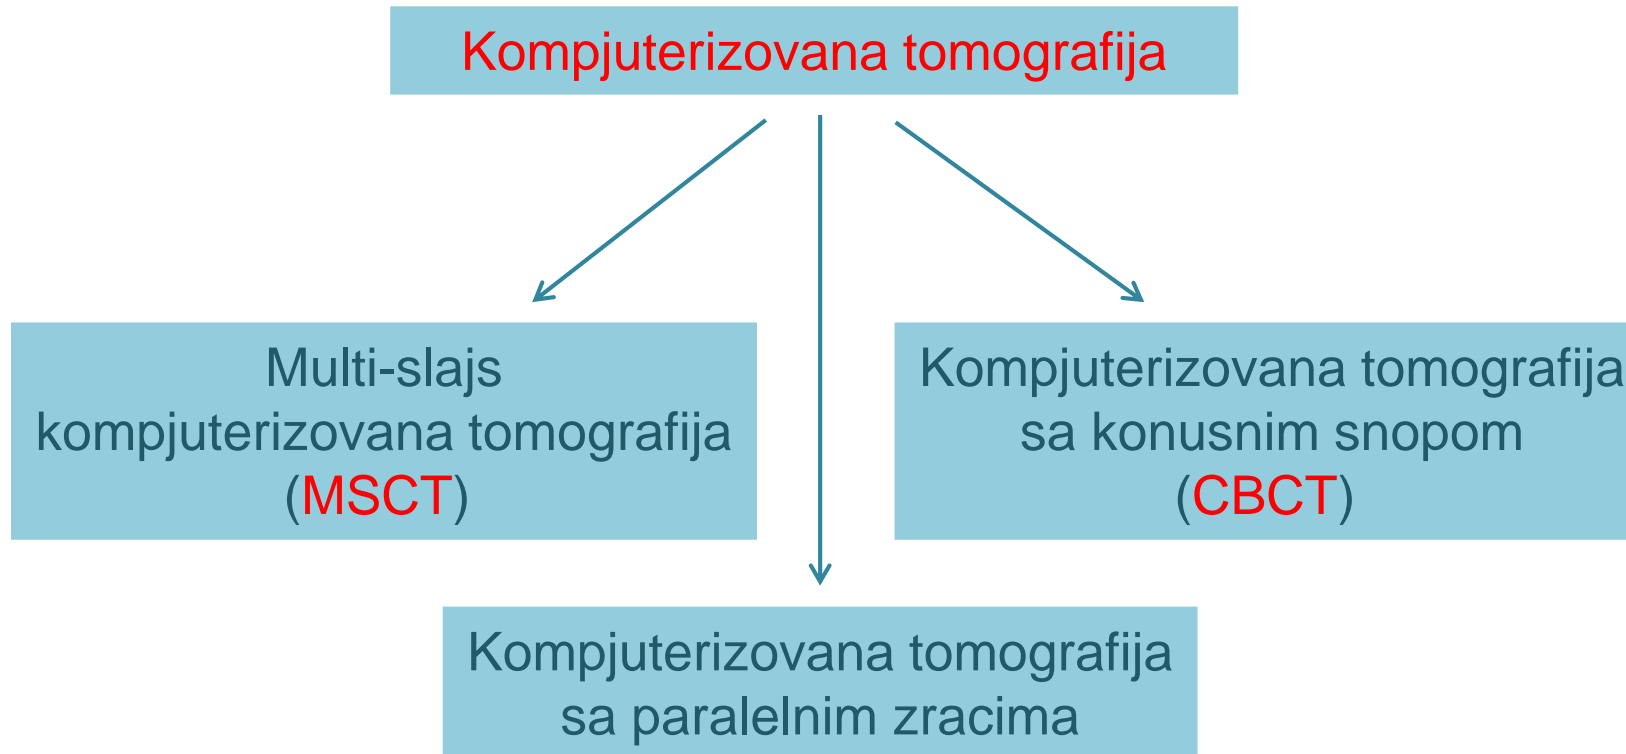 Kompjuterizovana tomografija
Multi-slajs
kompjuterizovana tomografija
(MSCT)
Kompjuterizovana tomografija
sa konusnim snopom
(CBCT)
Kompjuterizovana tomografija
sa paralelnim zracima